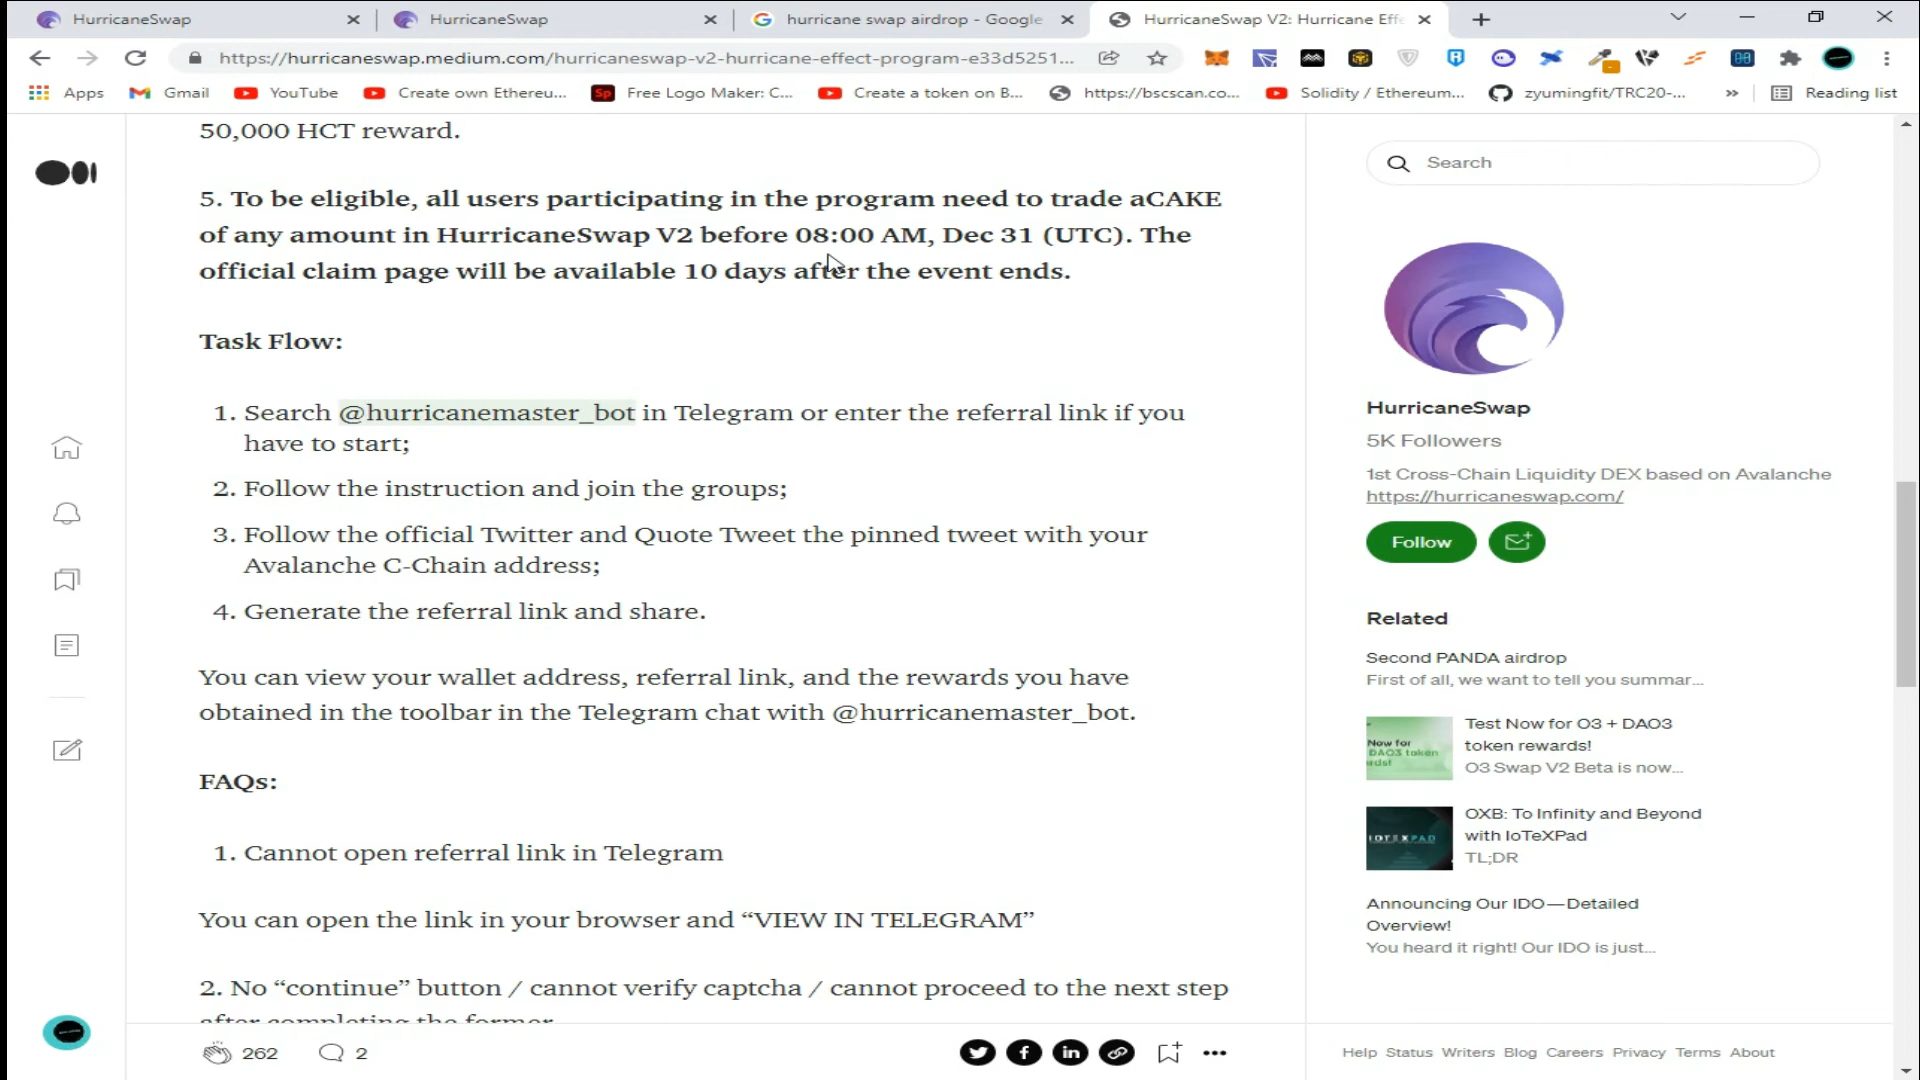 HurricaneSwap
HurricaneSwap
hurricane swap airdrop - Google
HurricaneSwap V2: Hurricane Effe
https://hurricaneswap.medium.com/hurricaneswap-v2-hurricane-effect-program-e33d5251...
Apps
Gmail
YouTube
Create own Ethereu...
Sp
Free Logo Maker: C...
Create a token on B...
https://bscscan.co...
Solidity / Ethereum...
zyumingfit/TRC20-...
»
Reading list
50,000 HCT reward.
5. To be eligible, all users participating in the program need to trade aCAKE
of any amount in HurricaneSwap V2 before 08:00 AM, Dec 31 (UTC). The
official claim page will be available 10 days after the event ends.
Task Flow:
1. Search @hurricanemaster_bot in Telegram or enter the referral link if you
have to start;
2. Follow the instruction and join the groups;
3. Follow the official Twitter and Quote Tweet the pinned tweet with your
Avalanche C-Chain address;
4. Generate the referral link and share.
You can view your wallet address, referral link, and the rewards you have
obtained in the toolbar in the Telegram chat with @hurricanemaster_bot.
FAQs:
1. Cannot open referral link in Telegram
You can open the link in your browser and “VIEW IN TELEGRAM”
2. No “continue” button / cannot verify captcha / cannot proceed to the next step
after completing the former
262
2
Search
HurricaneSwap
5K Followers
1st Cross-Chain Liquidity DEX based on Avalanche
https://hurricaneswap.com/
Follow
Related
Second PANDA airdrop
First of all, we want to tell you summar...
Now for
DAO3 token
rds!
Test Now for O3 + DAO3
token rewards!
O3 Swap V2 Beta is now...
IOTEXPAD
OXB: To Infinity and Beyond
with IoTeXPad
TL;DR
Announcing Our IDO — Detailed
Overview!
You heard it right! Our IDO is just...
Help Status Writers Blog Careers Privacy Terms About